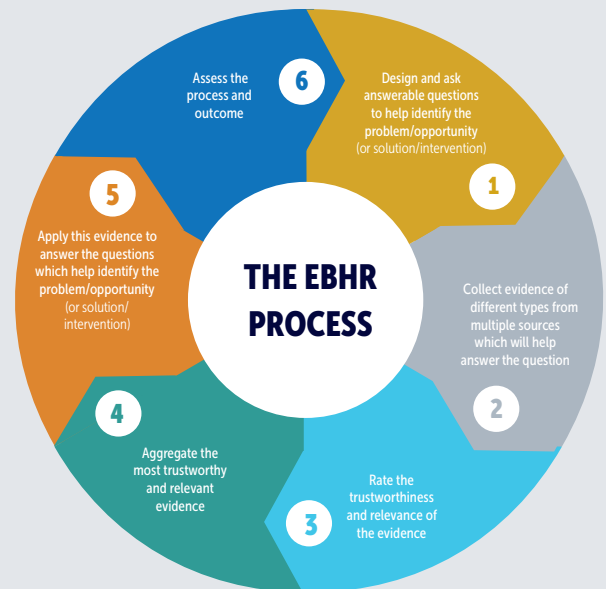 THE EBHR
PROCESS
Design and ask
answerable questions
to help identify the
problem/opportunity
(or solution/intervention)
1
Collect evidence of
different types from
multiple sources
which will help
answer the question
2
Rate the
trustworthiness
and relevance of
the evidence
3
4
Aggregate the
most trustworthy
and relevant
evidence
5
Apply this evidence to
answer the questions
which help identify the
problem/opportunity
(or solution/
intervention)
6
Assess the
process and
outcome